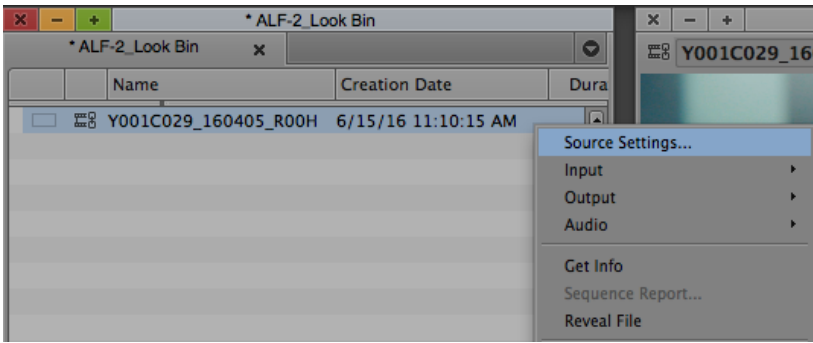 * ALF-2_Look Bin
* ALF-2_Look Bin x
Y001C029_16
Name Creation Date Dura
Y001C029_160405_R00H 6/15/16 11:10:15 AM
Source Settings...
Input
Output
Audio
Get Info
Sequence Report...
Reveal File